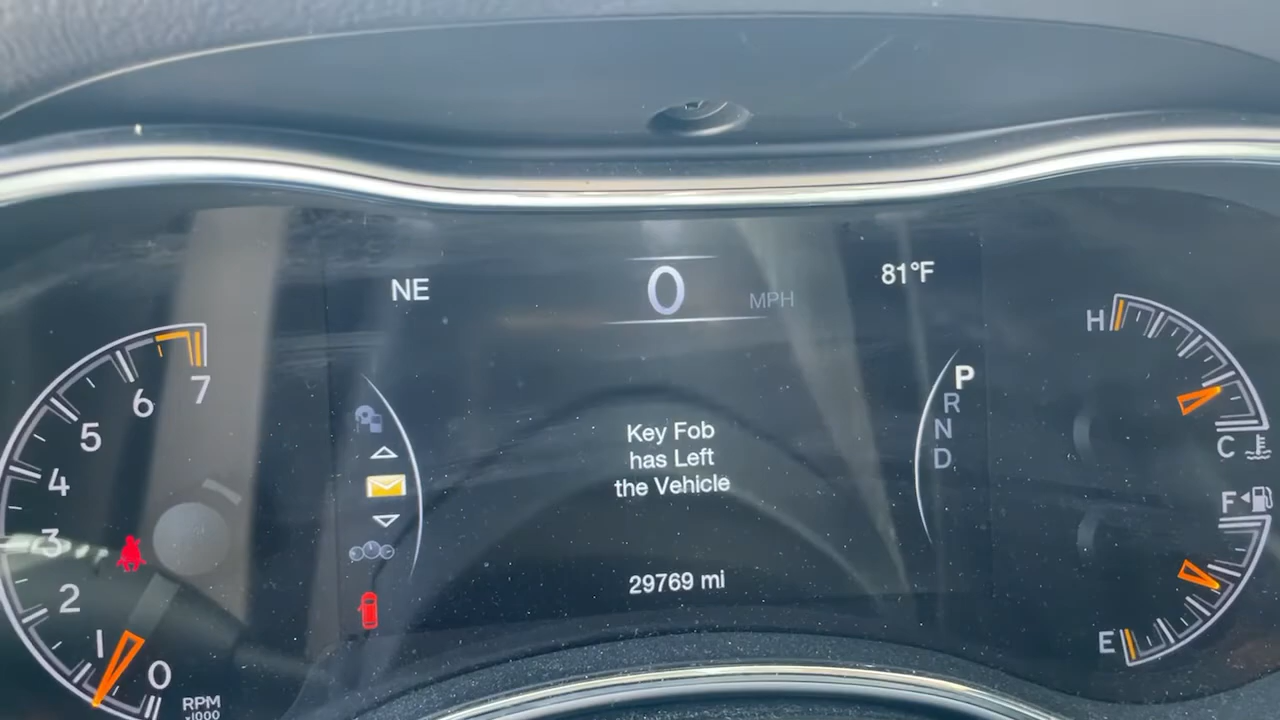 NE
0
MPH
81°F
H
7
6
5
4
3
2
1
0
RPM
x1000
P
R
N
D
Key Fob
has Left
the Vehicle
29769 mi
C
F
E